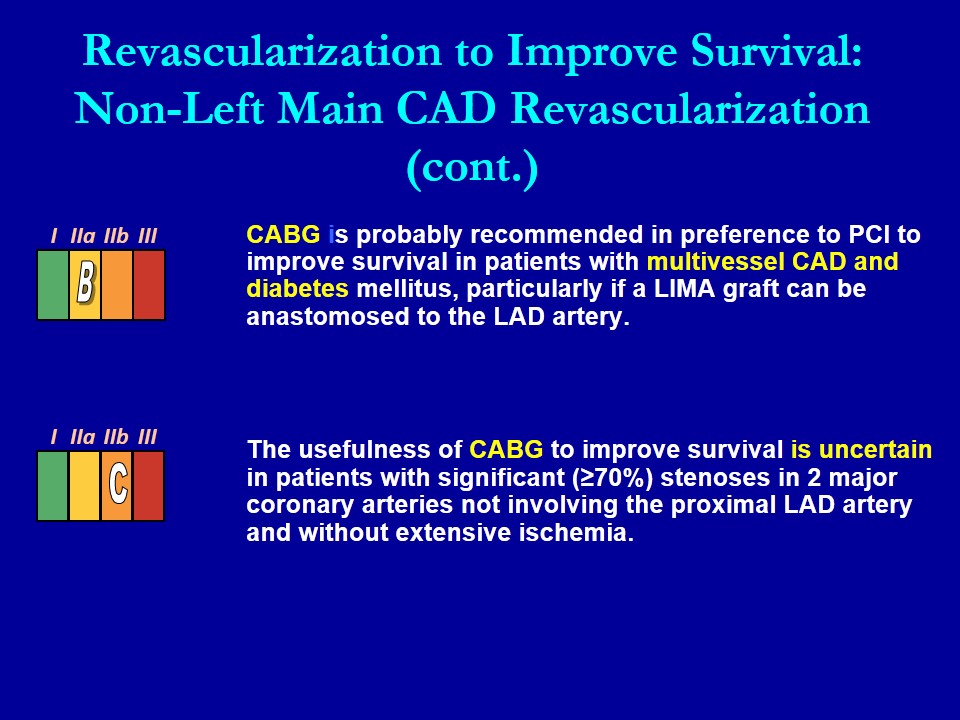 Revascularization to Improve Survival:
Non-Left Main CAD Revascularization
(cont.)
I IIa IIb III
B
CABG is probably recommended in preference to PCI to
improve survival in patients with multivessel CAD and
diabetes mellitus, particularly if a LIMA graft can be
anastomosed to the LAD artery.
I IIa IIb III
C
The usefulness of CABG to improve survival is uncertain
in patients with significant (≥70%) stenoses in 2 major
coronary arteries not involving the proximal LAD artery
and without extensive ischemia.